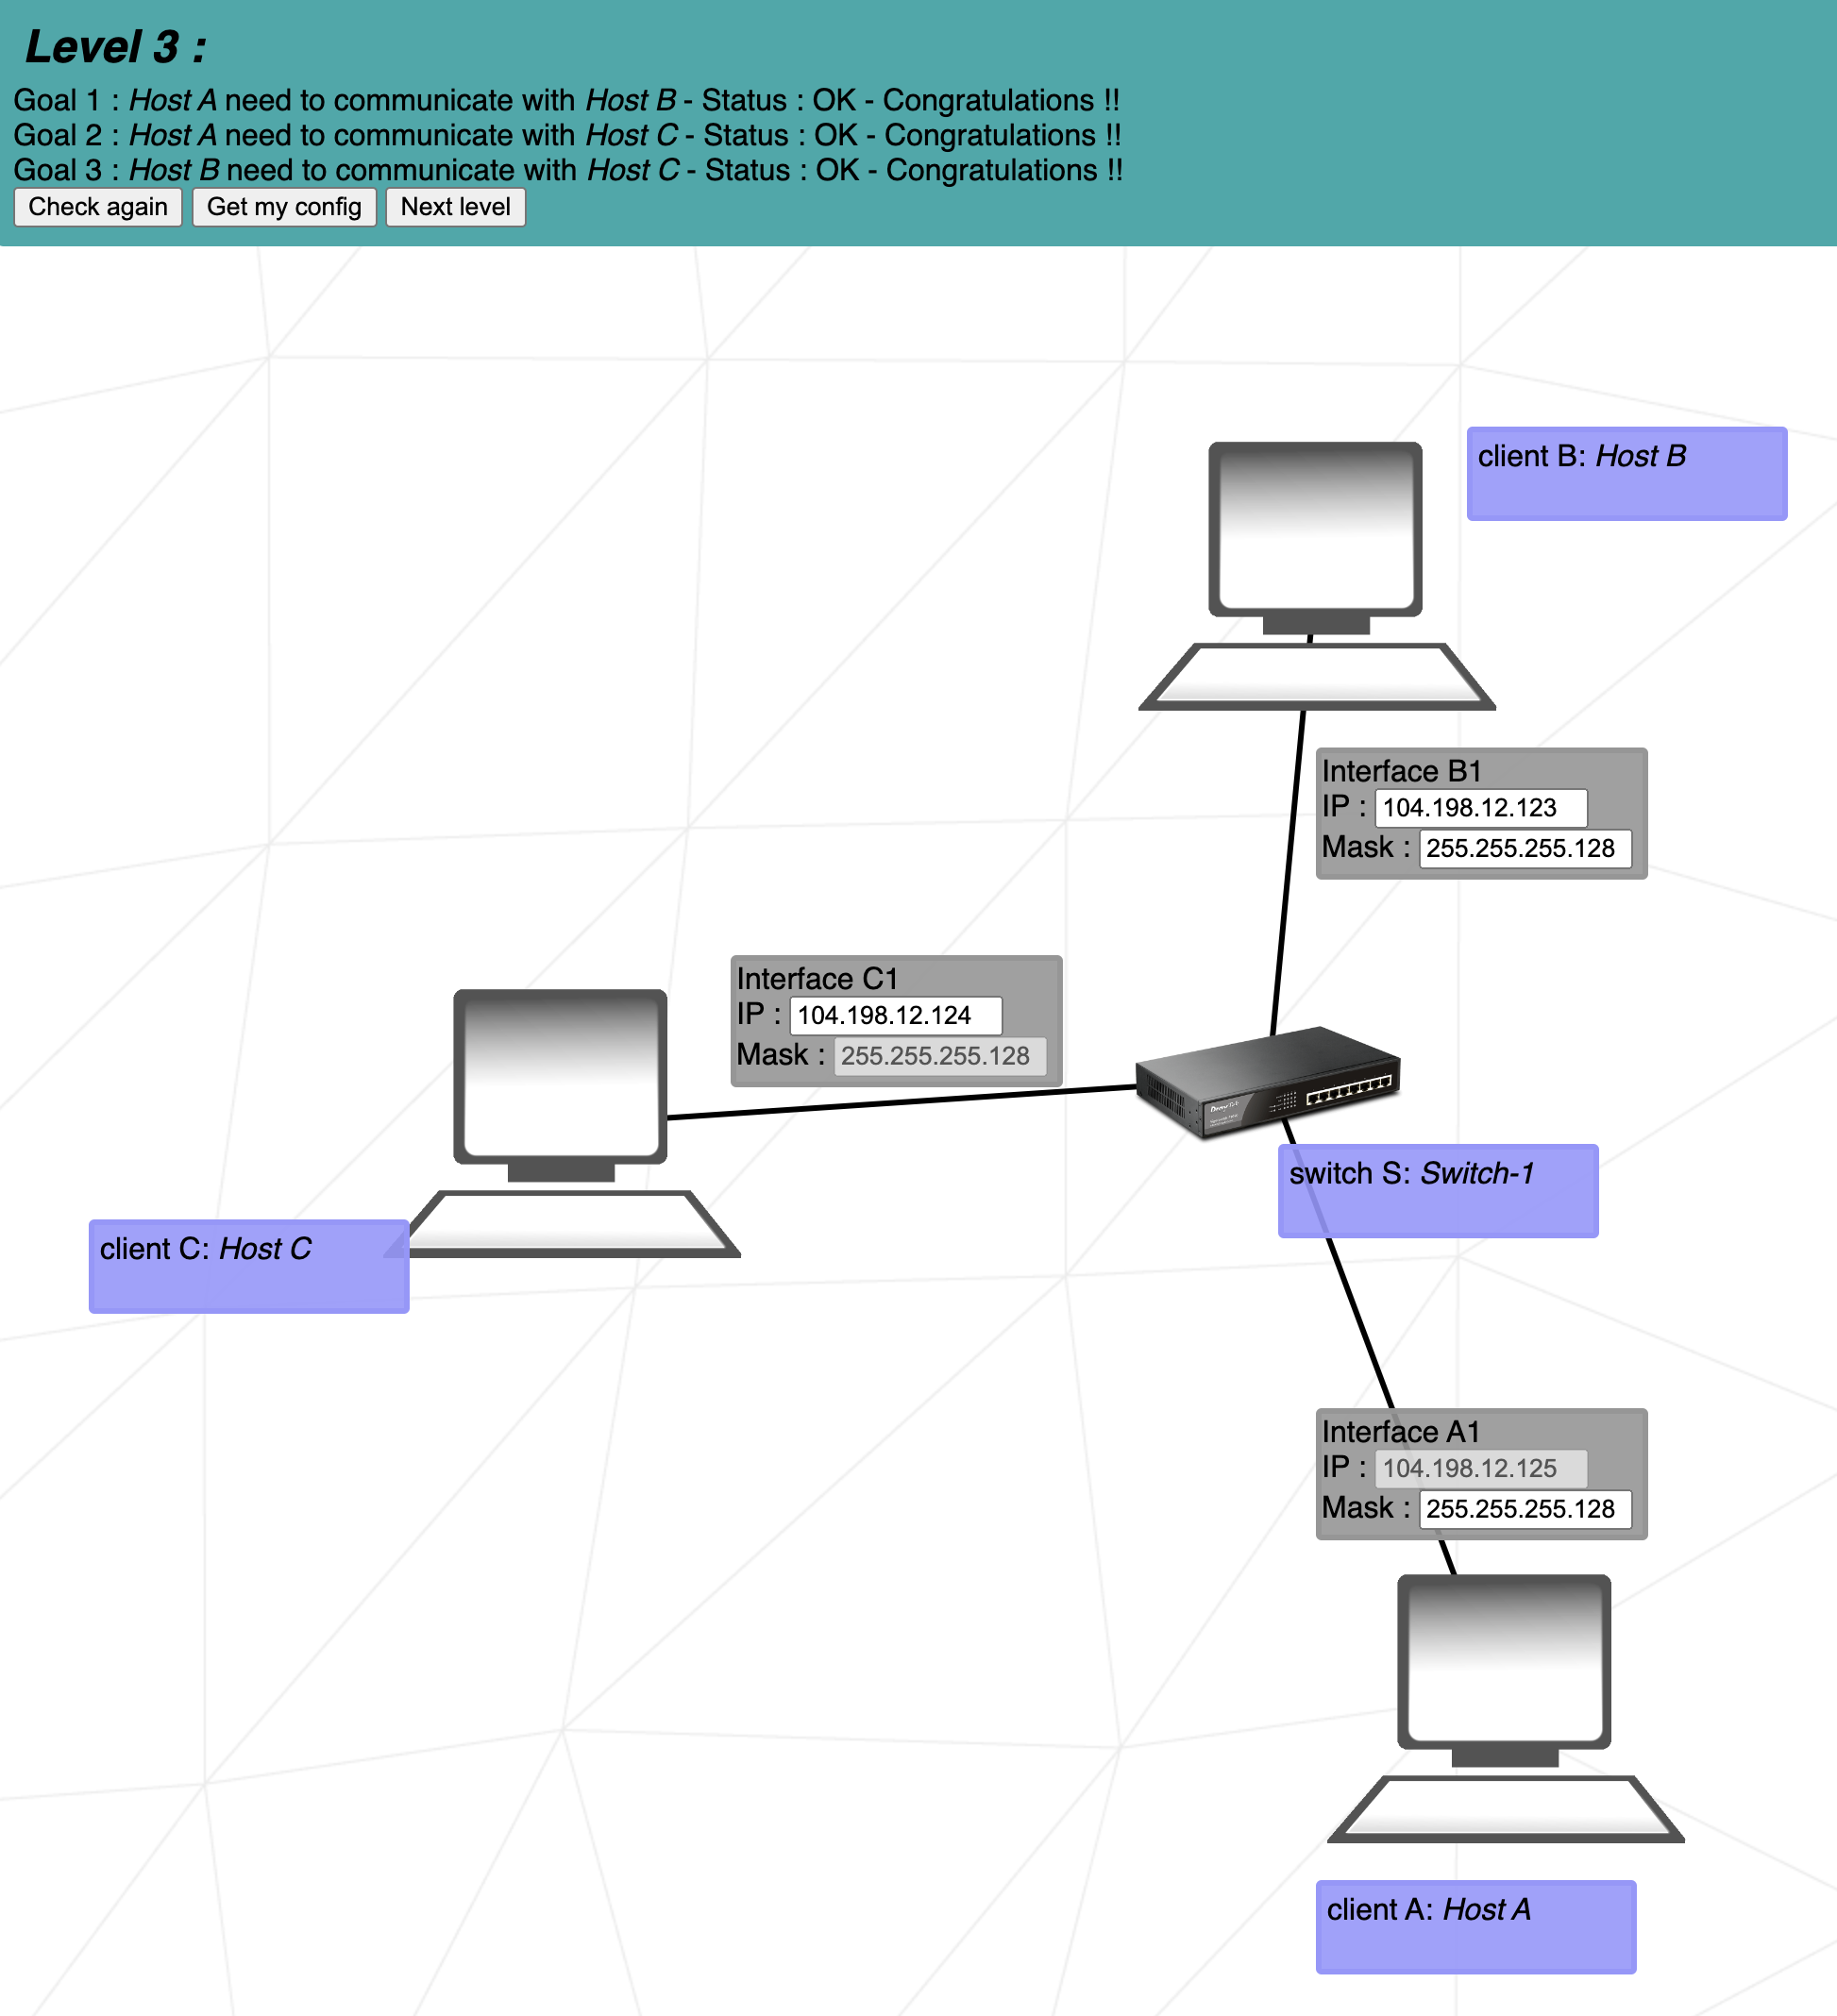 Level 3 :
Goal 1 : Host A need to communicate with Host B - Status : OK - Congratulations !!
Goal 2 : Host A need to communicate with Host C - Status : OK - Congratulations !!
Goal 3 : Host B need to communicate with Host C - Status : OK - Congratulations !!
Check again Get my config Next level
client B: Host B
Interface B1
IP : 104.198.12.123
Mask : 255.255.255.128
Interface C1
IP : 104.198.12.124
Mask : 255.255.255.128
switch S: Switch-1
client C: Host C
Interface A1
IP : 104.198.12.125
Mask : 255.255.255.128
client A: Host A